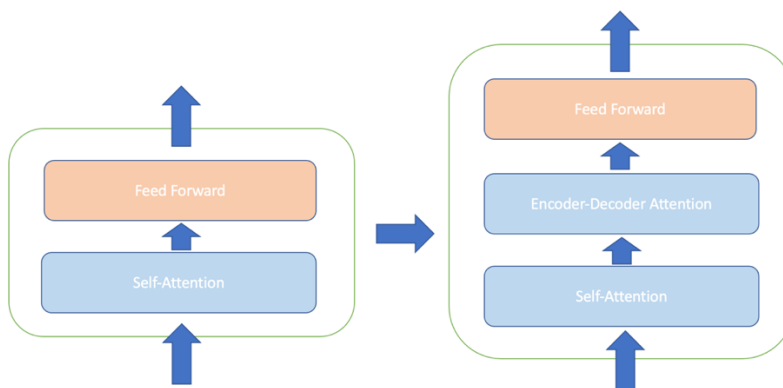 Feed Forward
Self-Attention
Feed Forward
Encoder-Decoder Attention
Self-Attention